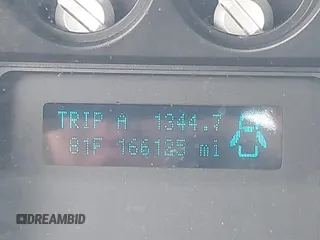 TRIP A 1344.7
81F 166125 mi
DREAMBID